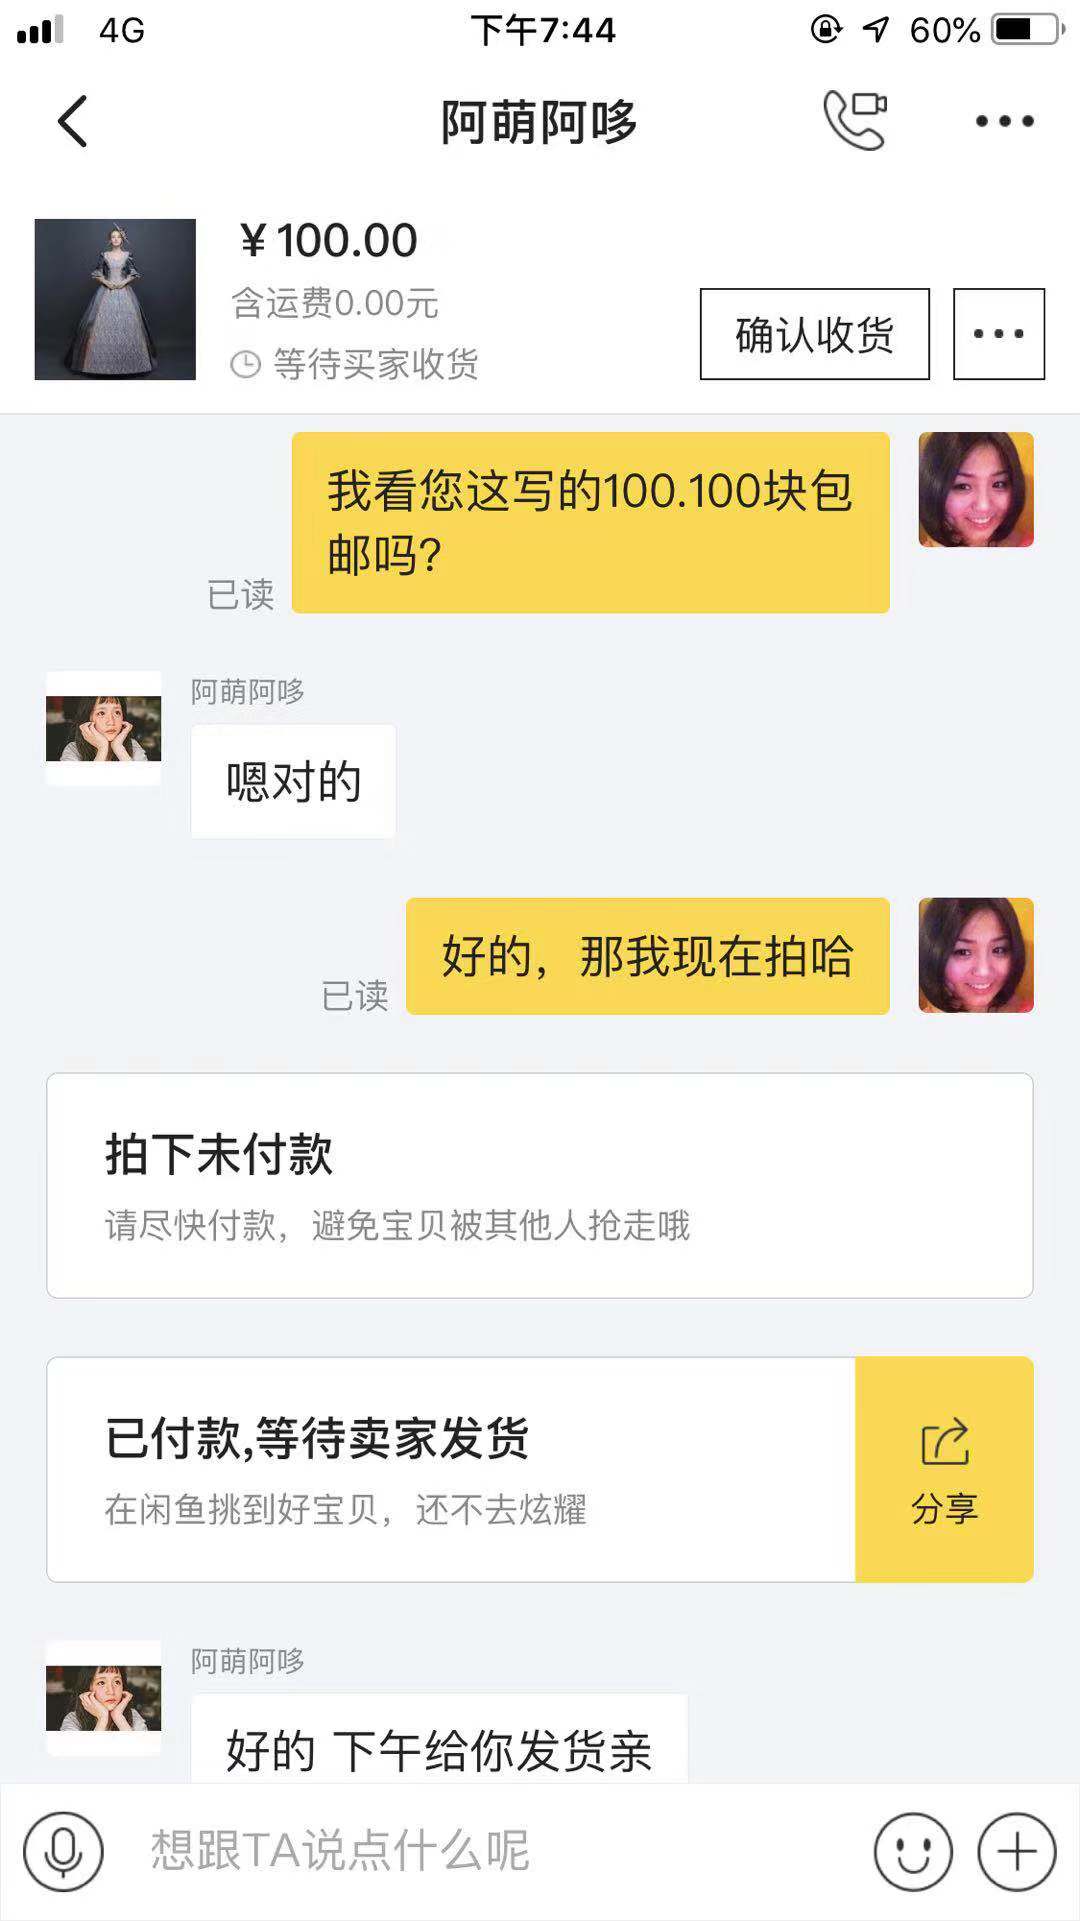 4G 下午7:44 60%
阿萌阿哆
¥100.00
含运费0.00元
等待买家收货
确认收货
我看您这写的100.100块包
邮吗?
已读
阿萌阿哆
嗯对的
好的，那我现在拍哈
已读
拍下未付款
请尽快付款，避免宝贝被其他人抢走哦
已付款,等待卖家发货
在闲鱼挑到好宝贝，还不去炫耀
分享
阿萌阿哆
好的 下午给你发货亲
想跟TA说点什么呢